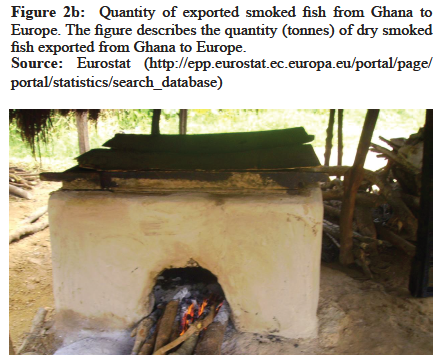 Figure 2b: Quantity of exported smoked fish from Ghana to
Europe. The figure describes the quantity (tonnes) of dry smoked
fish exported from Ghana to Europe.
Source: Eurostat (http://epp.eurostat.ec.europa.eu/portal/page/
portal/statistics/search_database)